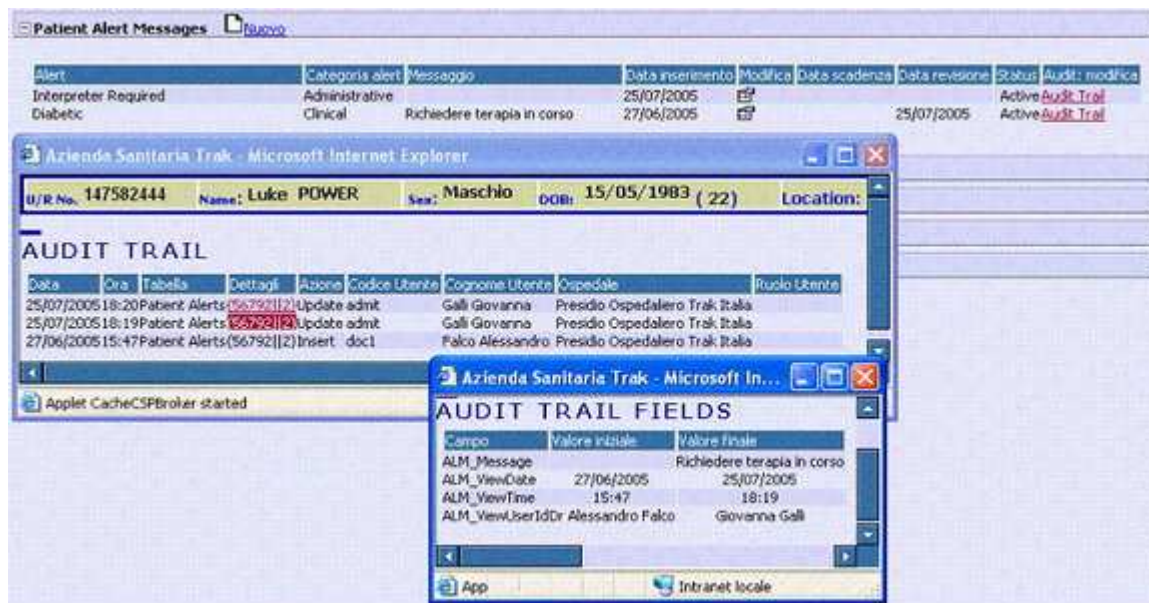 Patient Alert Messages Nuovo
Alert Categoria alert Messaggio Data inserimento Modifica Data scadenza Data revisione Status Audit: modifica
Interpreter Required Administrative 25/07/2005 Active Audit Trail
Diabetic Clinical Richiedere terapia in corso 27/06/2005 25/07/2005 Active Audit Trail
Azienda Sanitaria Trak - Microsoft Internet Explorer
U/R No. 147582444 Name: Luke POWER Sex: Maschio DOB: 15/05/1983 ( 22) Location:
AUDIT TRAIL
Data Ora Tabella Dettagli Azione Codice Utente Cognome Utente Ospedale Ruolo Utente
25/07/2005 18:20 Patient Alerts (56792||2) Update admit Galli Giovanna Presidio Ospedaliero Trak Italia
25/07/2005 18:19 Patient Alerts (56792||2) Update admit Galli Giovanna Presidio Ospedaliero Trak Italia
27/06/2005 15:47 Patient Alerts (56792||2) Insert doc1 Falco Alessandro Presidio Ospedaliero Trak Italia
Applet CacheCSPBroker started
Azienda Sanitaria Trak - Microsoft In...
AUDIT TRAIL FIELDS
Campo Valore iniziale Valore finale
ALM_Message Richiedere terapia in corso
ALM_ViewDate 27/06/2005 25/07/2005
ALM_ViewTime 15:47 18:19
ALM_ViewUserIdDr Alessandro Falco Giovanna Galli
App Intranet locale